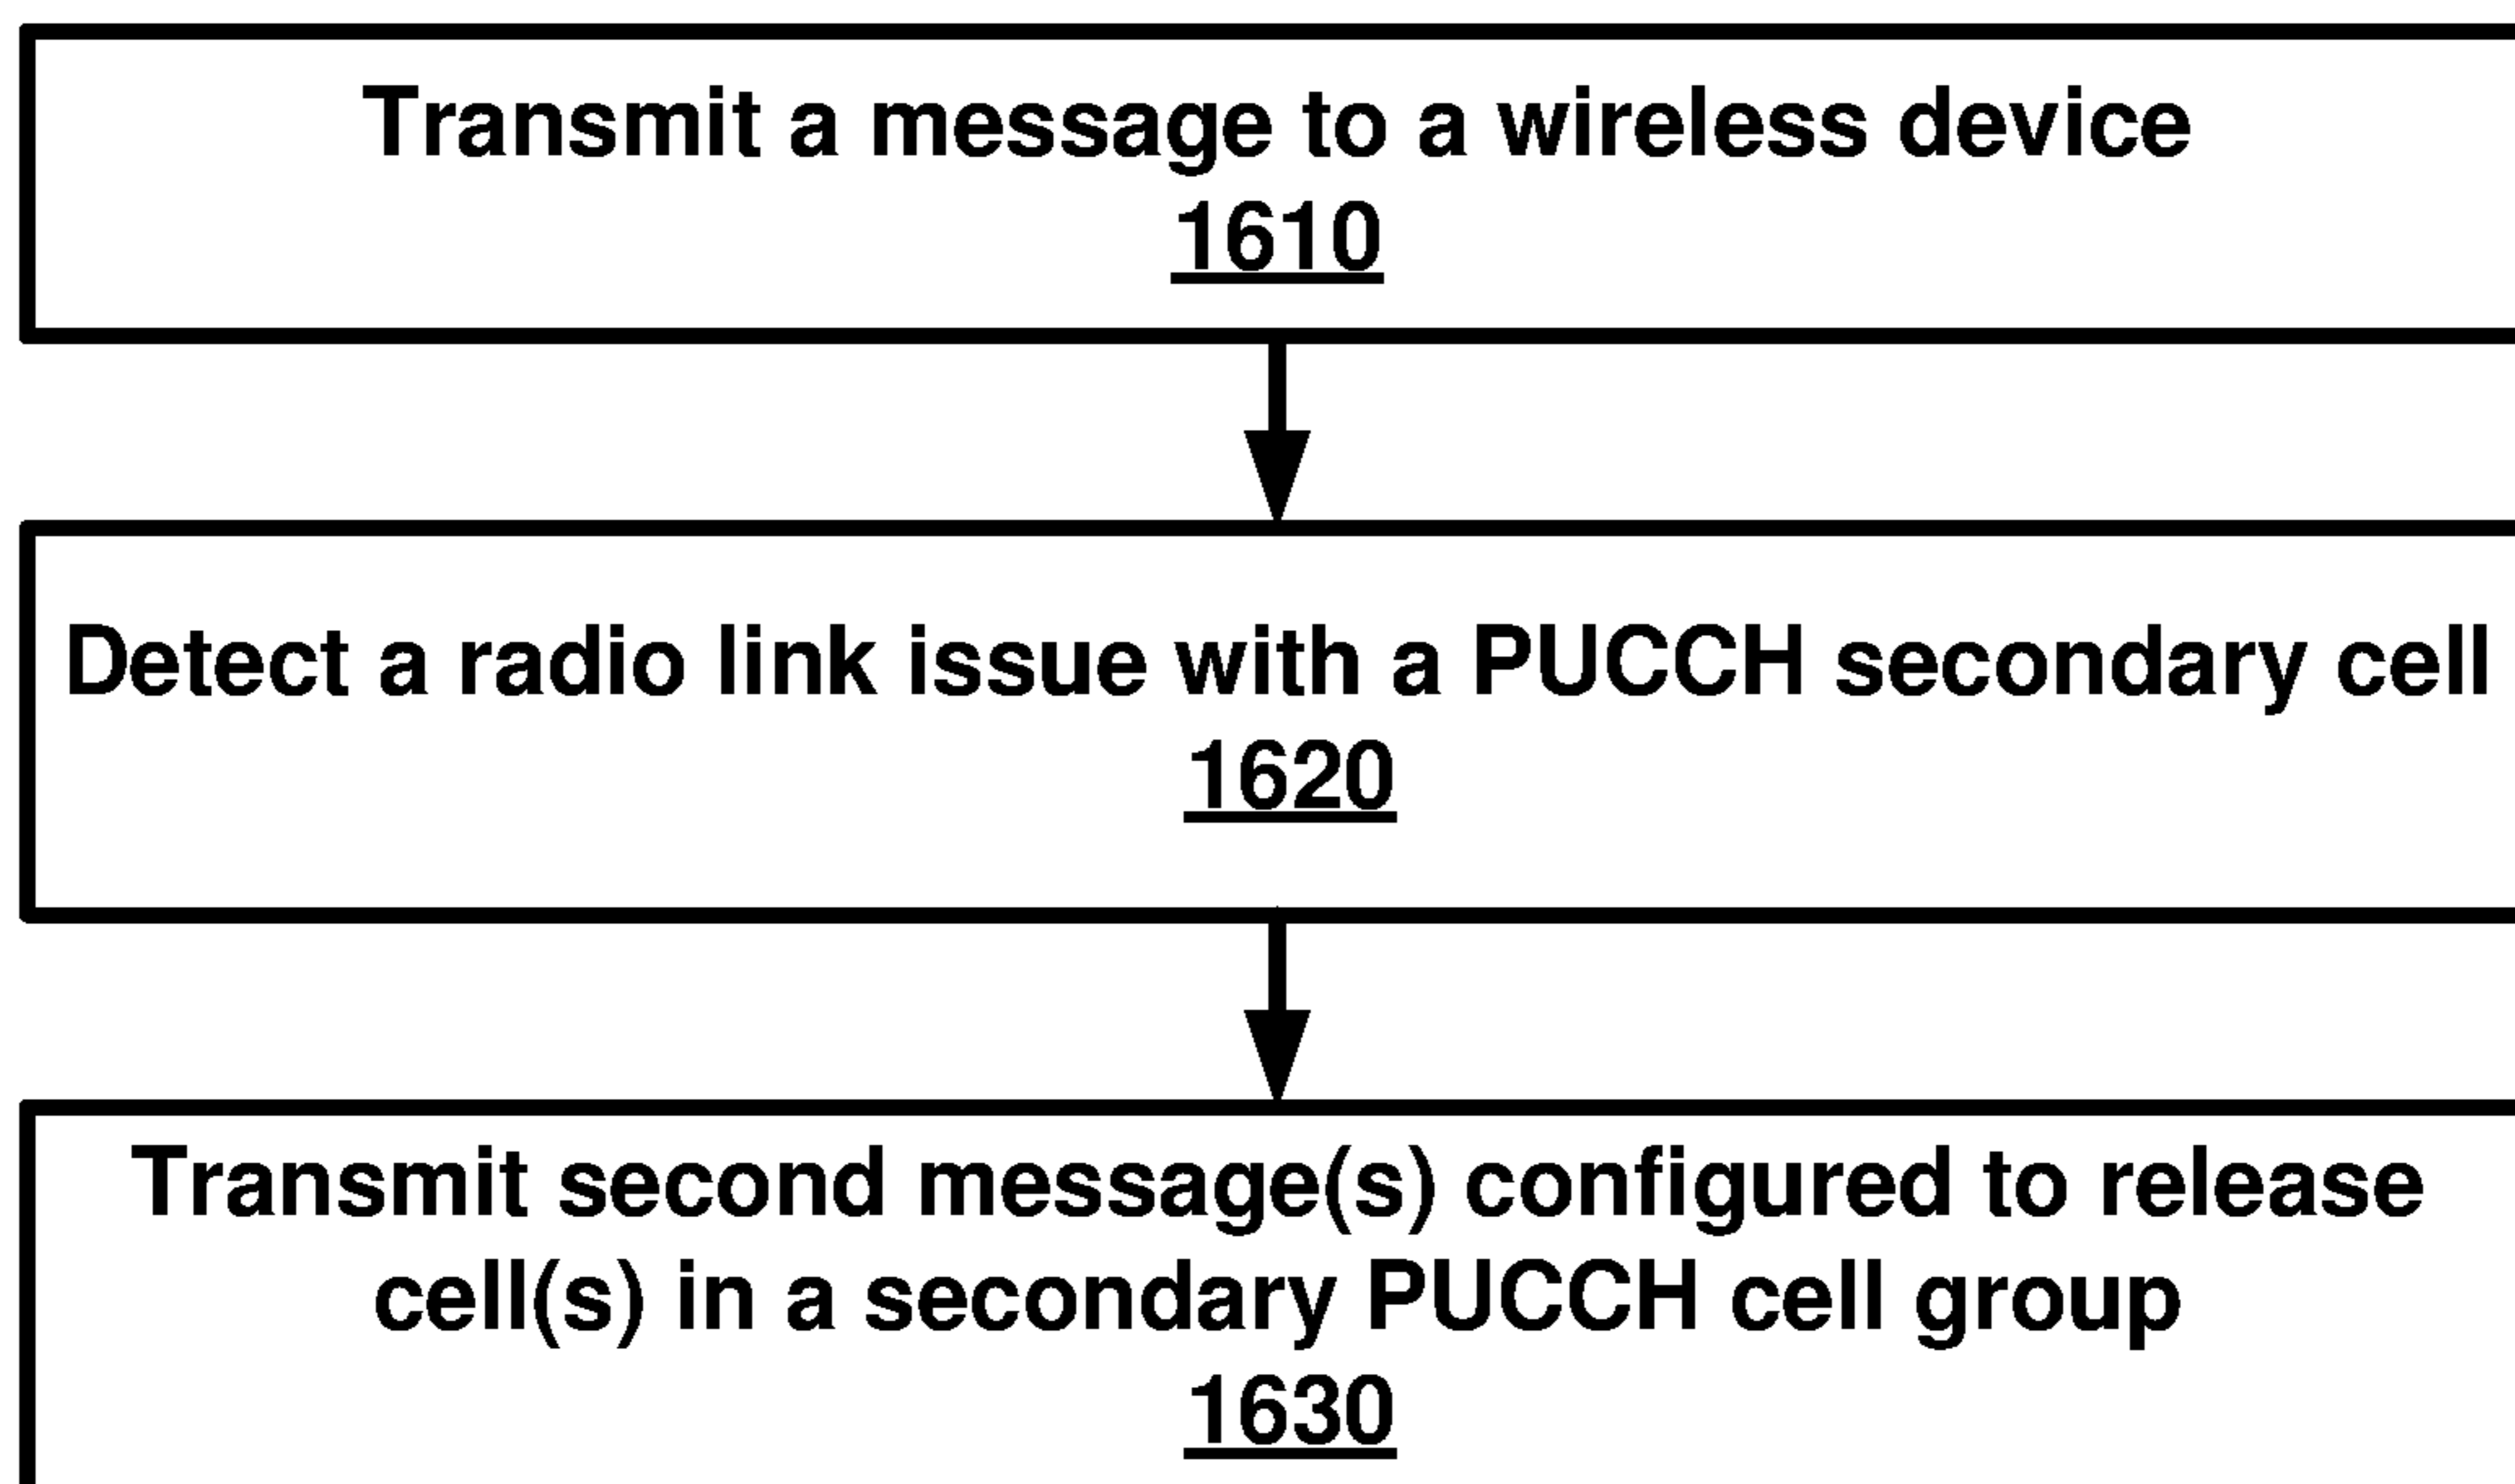 Transmit a message to a wireless device
1610
Detect a radio link issue with a PUCCH secondary cell
1620
Transmit second message(s) configured to release
cell(s) in a secondary PUCCH cell group
1630